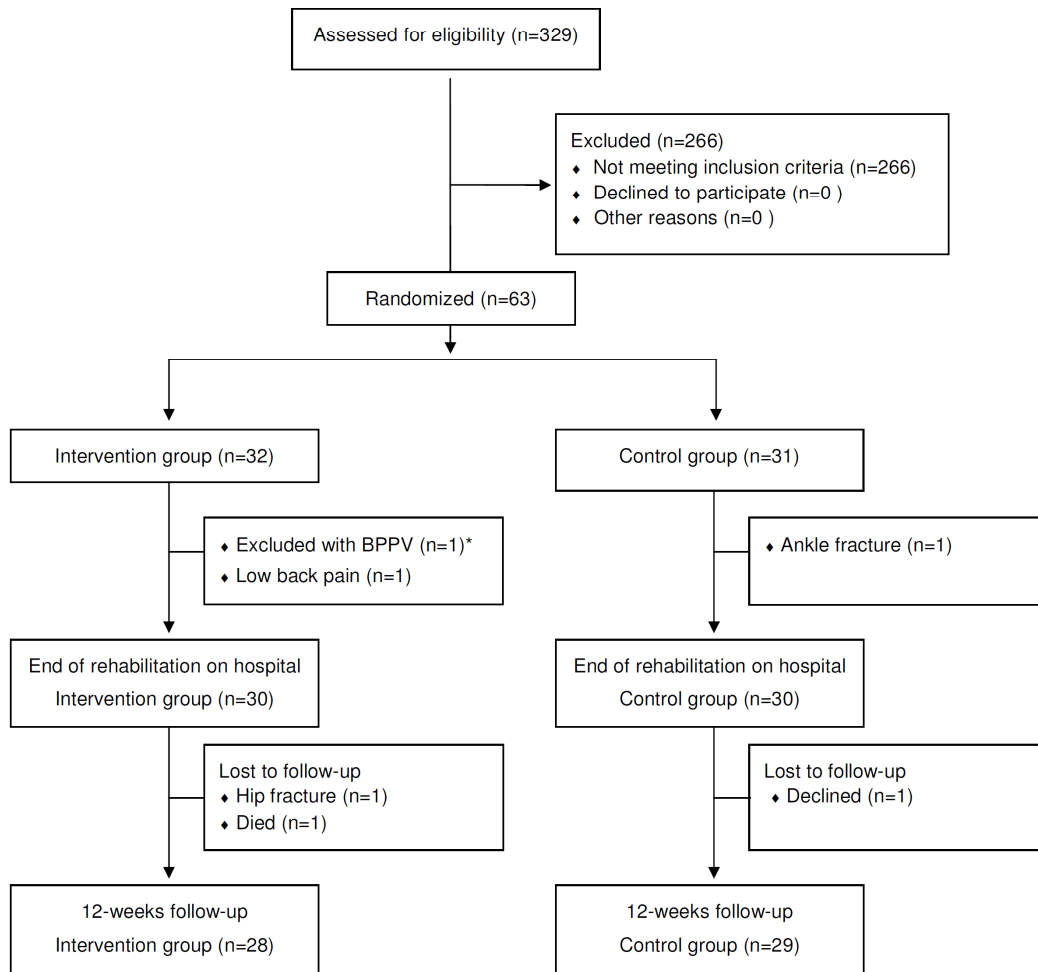 Assessed for eligibility (n=329)
Excluded (n=266)
♦ Not meeting inclusion criteria (n=266)
♦ Declined to participate (n=0 )
♦ Other reasons (n=0 )
Randomized (n=63)
Intervention group (n=32)
Control group (n=31)
♦ Excluded with BPPV (n=1)*
♦ Low back pain (n=1)
♦ Ankle fracture (n=1)
End of rehabilitation on hospital
Intervention group (n=30)
End of rehabilitation on hospital
Control group (n=30)
Lost to follow-up
♦ Hip fracture (n=1)
♦ Died (n=1)
Lost to follow-up
♦ Declined (n=1)
12-weeks follow-up
Intervention group (n=28)
12-weeks follow-up
Control group (n=29)